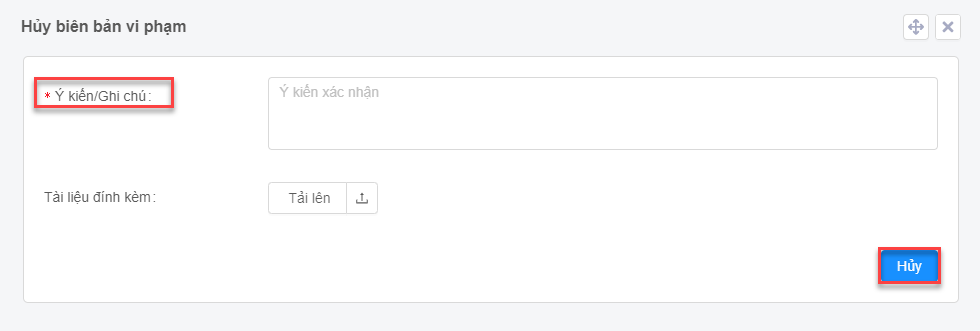 Hủy biên bản vi phạm
* Ý kiến/Ghi chú:
Ý kiến xác nhận
Tài liệu đính kèm:
Tải lên
Hủy